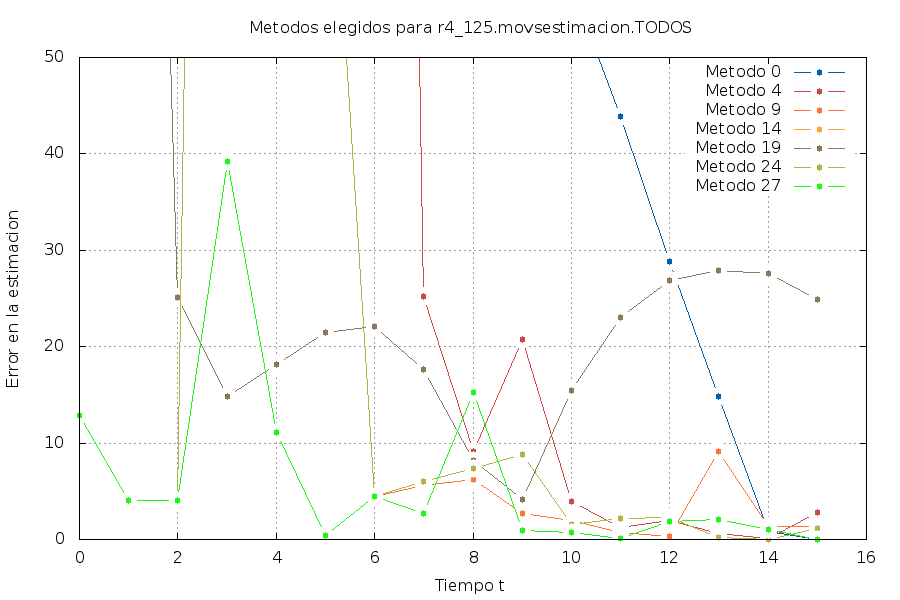 Metodos elegidos para r4_125.movsestimacion.TODOS
Error en la estimacion
50
40
30
20
10
0
Metodo 0
Metodo 4
Metodo 9
Metodo 14
Metodo 19
Metodo 24
Metodo 27
0 2 4 6 8 10 12 14 16
Tiempo t